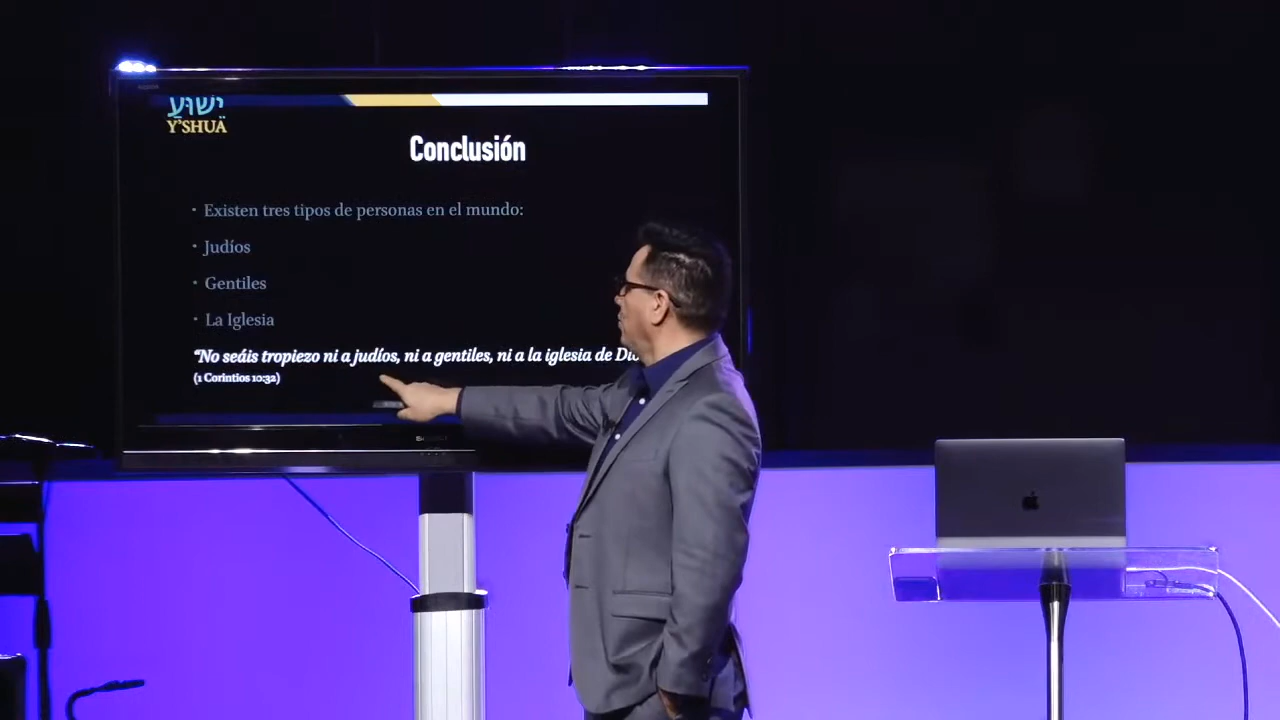 ישוע
Y'SHUA
Conclusión
· Existen tres tipos de personas en el mundo:
· Judíos
· Gentiles
· La Iglesia
“No seáis tropiezo ni a judíos, ni a gentiles, ni a la iglesia de
(1 Corintios 10:32)